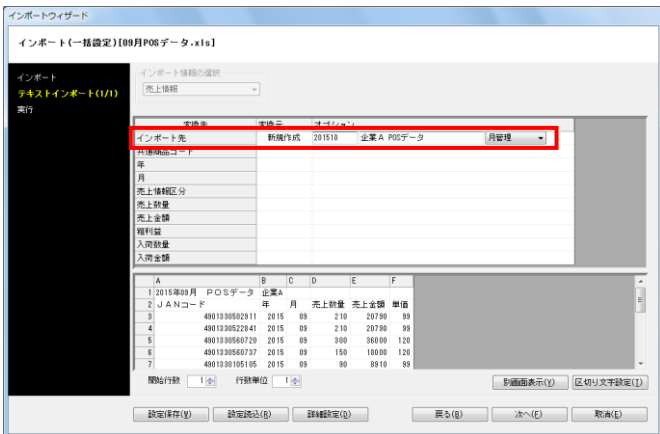 インポートウィザード
インポート(一括設定)[09月POSデータ.xls]
インポート
テキストインポート(1/1)
実行
インポート情報の選択
売上情報
変換先 変換元 オプション
インポート先 新規作成 201510 企業A POSデータ 月管理
共通商品コード
年
月
売上情報区分
売上数量
売上金額
粗利益
入荷数量
入荷金額
A B C D E F
1 2015年09月 POSデータ 企業A
2 JANコード 年 月 売上数量 売上金額 単価
3 4901330502911 2015 09 210 20790 99
4 4901330522841 2015 09 210 20790 99
5 4901330560720 2015 09 300 36000 120
6 4901330560737 2015 09 150 18000 120
7 4901330105105 2015 09 90 8910 99
開始行数 1 行数単位 1 別画面表示(Y) 区切り文字設定(I)
設定保存(W) 設定読込(R) 詳細設定(D) 戻る(B) 次へ(F) 取消(E)